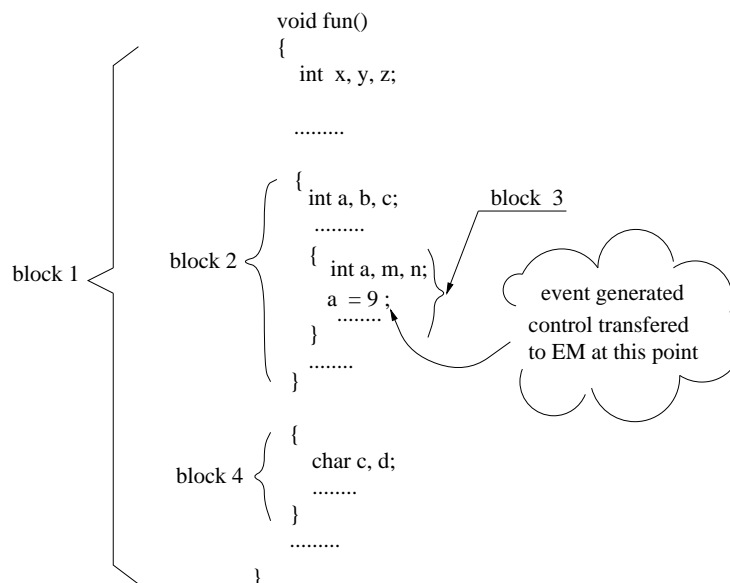 void fun()
{
int x, y, z;
.........
{
int a, b, c;
.........
block 3
{
int a, m, n;
a = 9 ;
........
}
........
}
block 2
block 1
event generated
control transfered
to EM at this point
{
char c, d;
........
}
block 4
.........
}